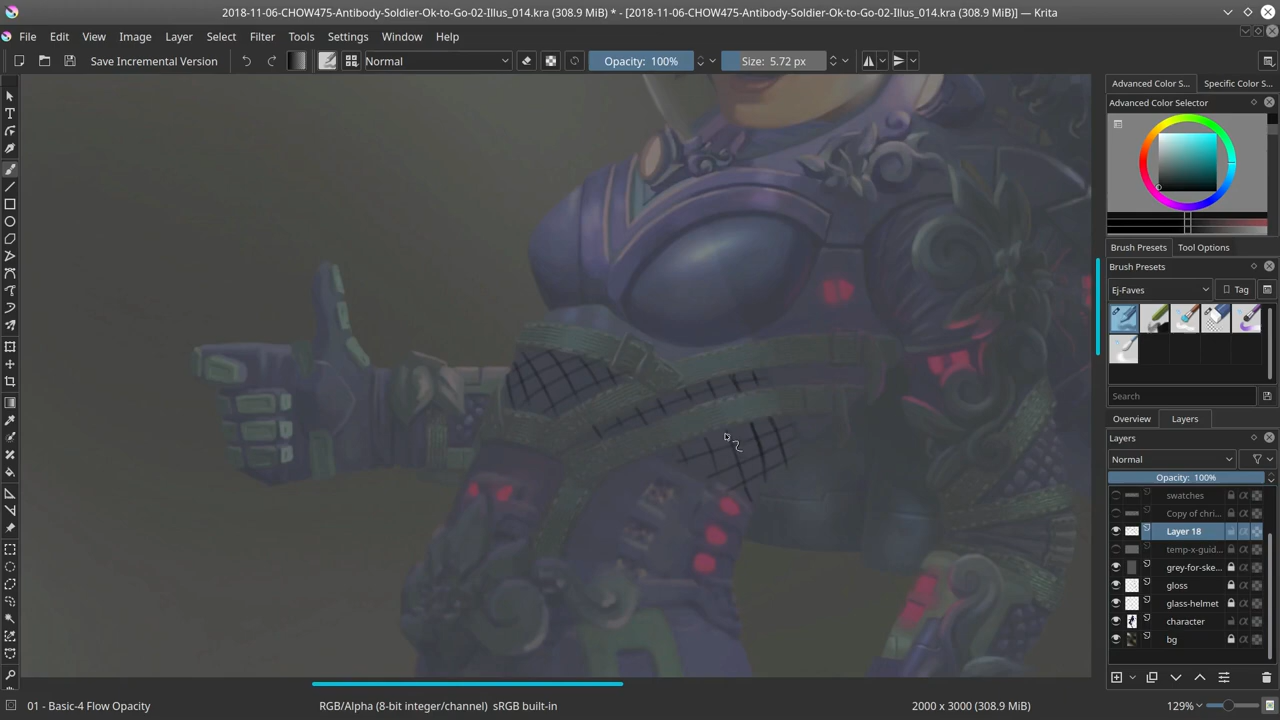 2018-11-06-CHOW475-Antibody-Soldier-Ok-to-Go-02-Illus_014.kra (308.9 MiB) * - [2018-11-06-CHOW475-Antibody-Soldier-Ok-to-Go-02-Illus_014.kra (308.9 MiB)] — Krita
File Edit View Image Layer Select Filter Tools Settings Window Help
Save Incremental Version Normal Opacity: 100% Size: 5.72 px
Advanced Color S... Specific Color S...
Advanced Color Selector
Brush Presets Tool Options
Brush Presets
Ej-Faves Tag
Search
Overview Layers
Layers
Normal
Opacity: 100%
swatches
Copy of chri...
Layer 18
temp-x-guid...
grey-for-ske...
gloss
glass-helmet
character
bg
01 - Basic-4 Flow Opacity RGB/Alpha (8-bit integer/channel) sRGB built-in 2000 x 3000 (308.9 MiB) 129%